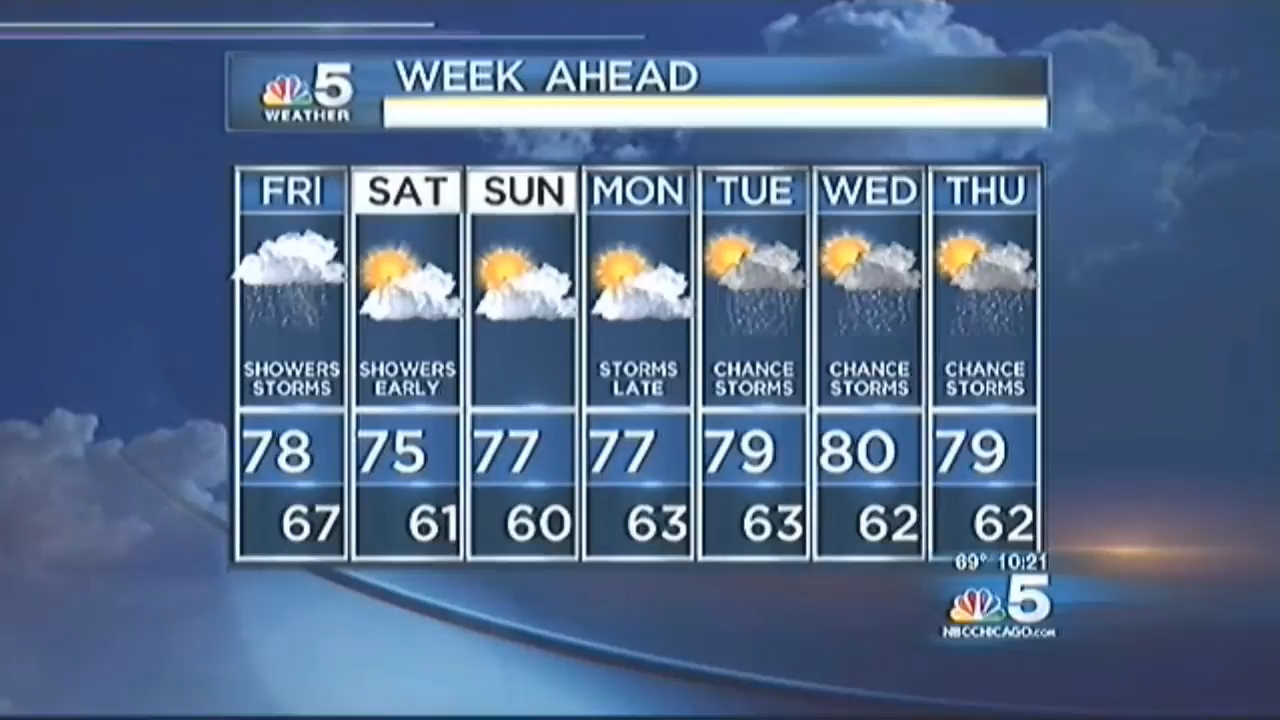 5 WEEK AHEAD
WEATHER
FRI SAT SUN MON TUE WED THU
SHOWERS STORMS
SHOWERS EARLY
STORMS LATE
CHANCE STORMS
CHANCE STORMS
CHANCE STORMS
78 75 77 77 79 80 79
67 61 60 63 63 62 62
69° 10:21
5
NBCCHICAGO.COM